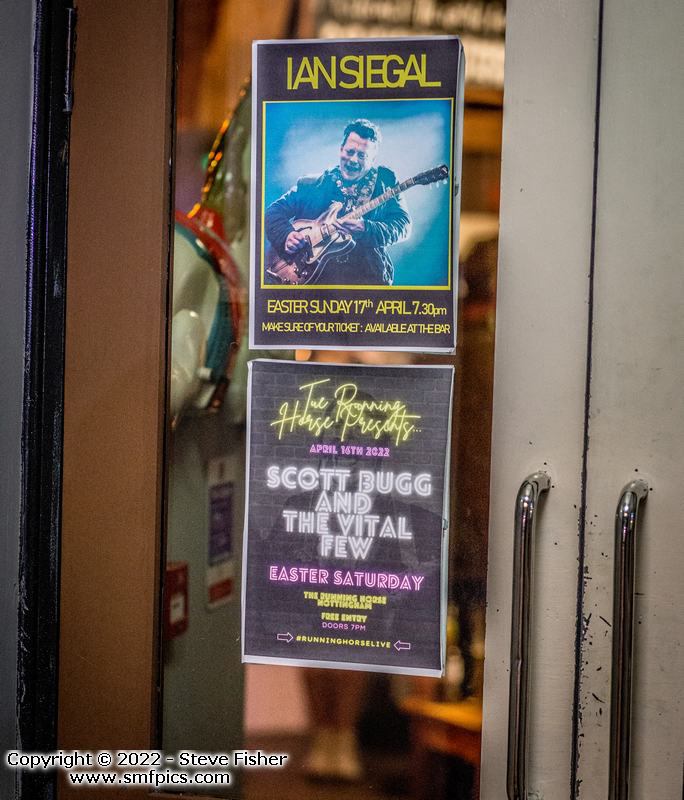 IAN SIEGAL
EASTER SUNDAY 17th APRIL 7.30pm
MAKE SURE OF YOUR TICKET : AVAILABLE AT THE BAR
The Running
Horse Presents...
APRIL 16TH 2022
SCOTT BUGG
AND
THE VITAL
FEW
EASTER SATURDAY
THE RUNNING HORSE
NOTTINGHAM
FREE ENTRY
DOORS 7PM
#RUNNINGHORSELIVE
Copyright © 2022 - Steve Fisher
www.smfpics.com